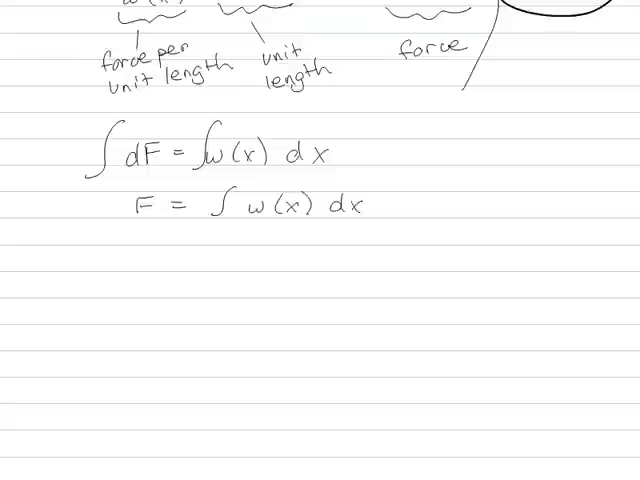 w(x)
force per
unit length
unit
length
force
∫ dF = ∫ w(x) dx
F = ∫ w(x) dx